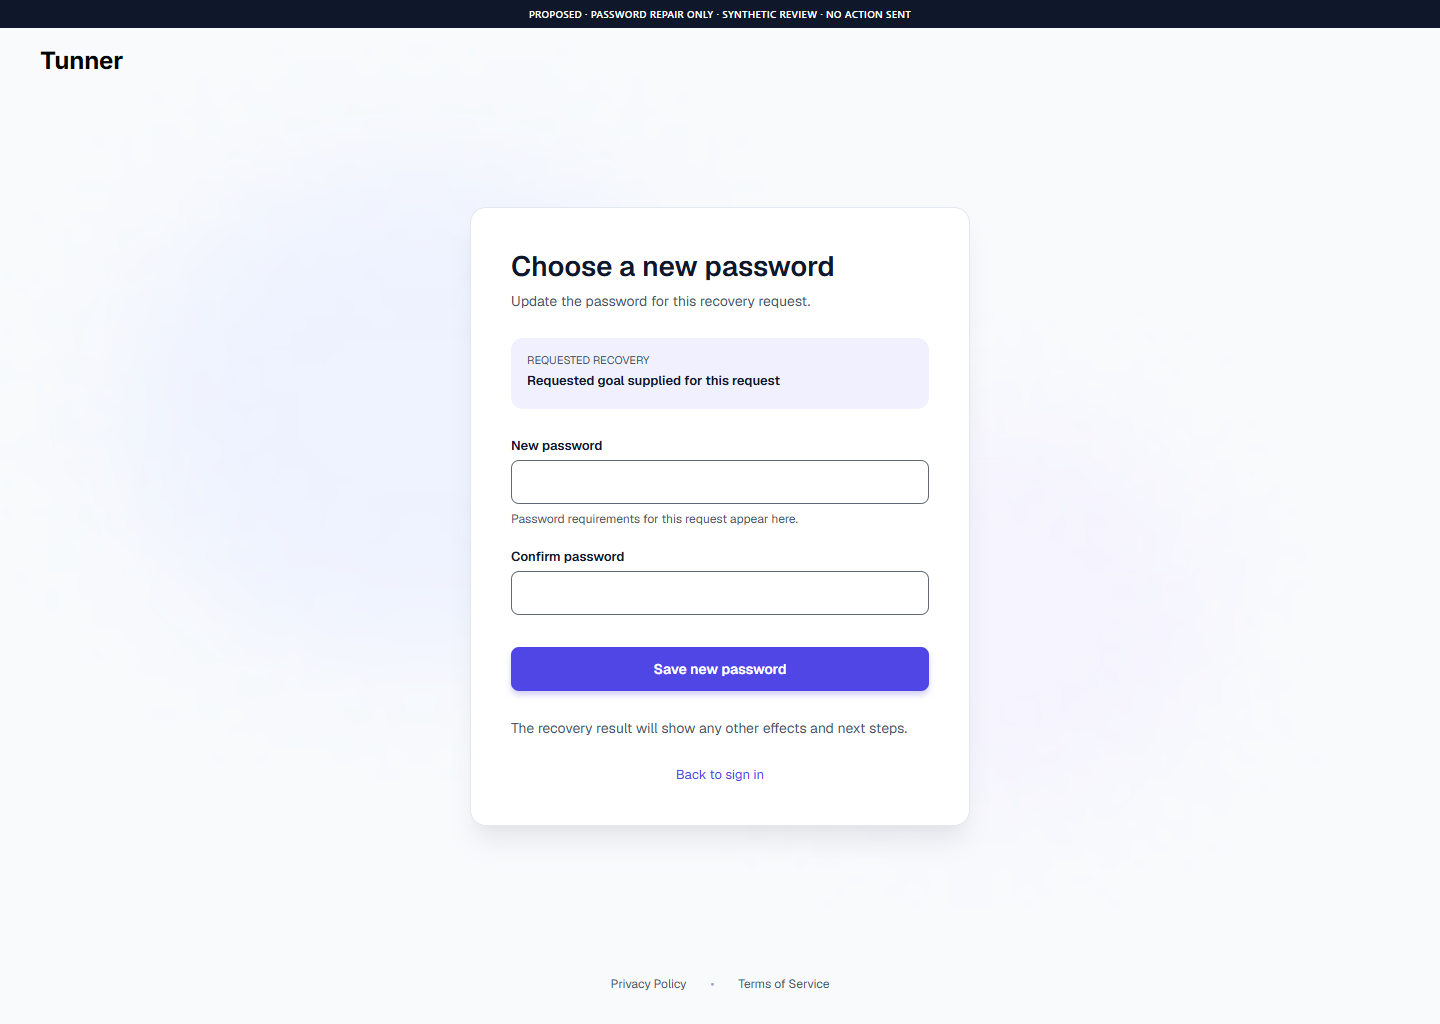 PROPOSED · PASSWORD REPAIR ONLY · SYNTHETIC REVIEW · NO ACTION SENT
Tunner
Choose a new password
Update the password for this recovery request.
REQUESTED RECOVERY
Requested goal supplied for this request
New password
Password requirements for this request appear here.
Confirm password
Save new password
The recovery result will show any other effects and next steps.
Back to sign in
Privacy Policy • Terms of Service